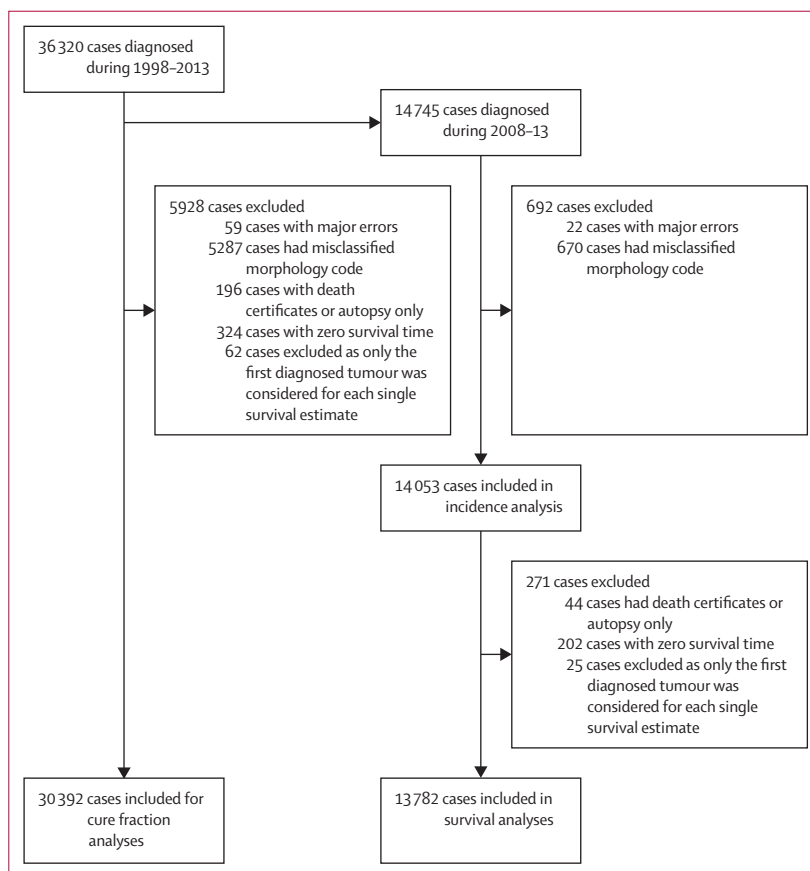 36 320 cases diagnosed
during 1998–2013
14 745 cases diagnosed
during 2008–13
5928 cases excluded
59 cases with major errors
5287 cases had misclassified
morphology code
196 cases with death
certificates or autopsy only
324 cases with zero survival time
62 cases excluded as only the
first diagnosed tumour was
considered for each single
survival estimate
692 cases excluded
22 cases with major errors
670 cases had misclassified
morphology code
14 053 cases included in
incidence analysis
271 cases excluded
44 cases had death certificates or
autopsy only
202 cases with zero survival time
25 cases excluded as only the first
diagnosed tumour was
considered for each single
survival estimate
30 392 cases included for
cure fraction
analyses
13 782 cases included in
survival analyses